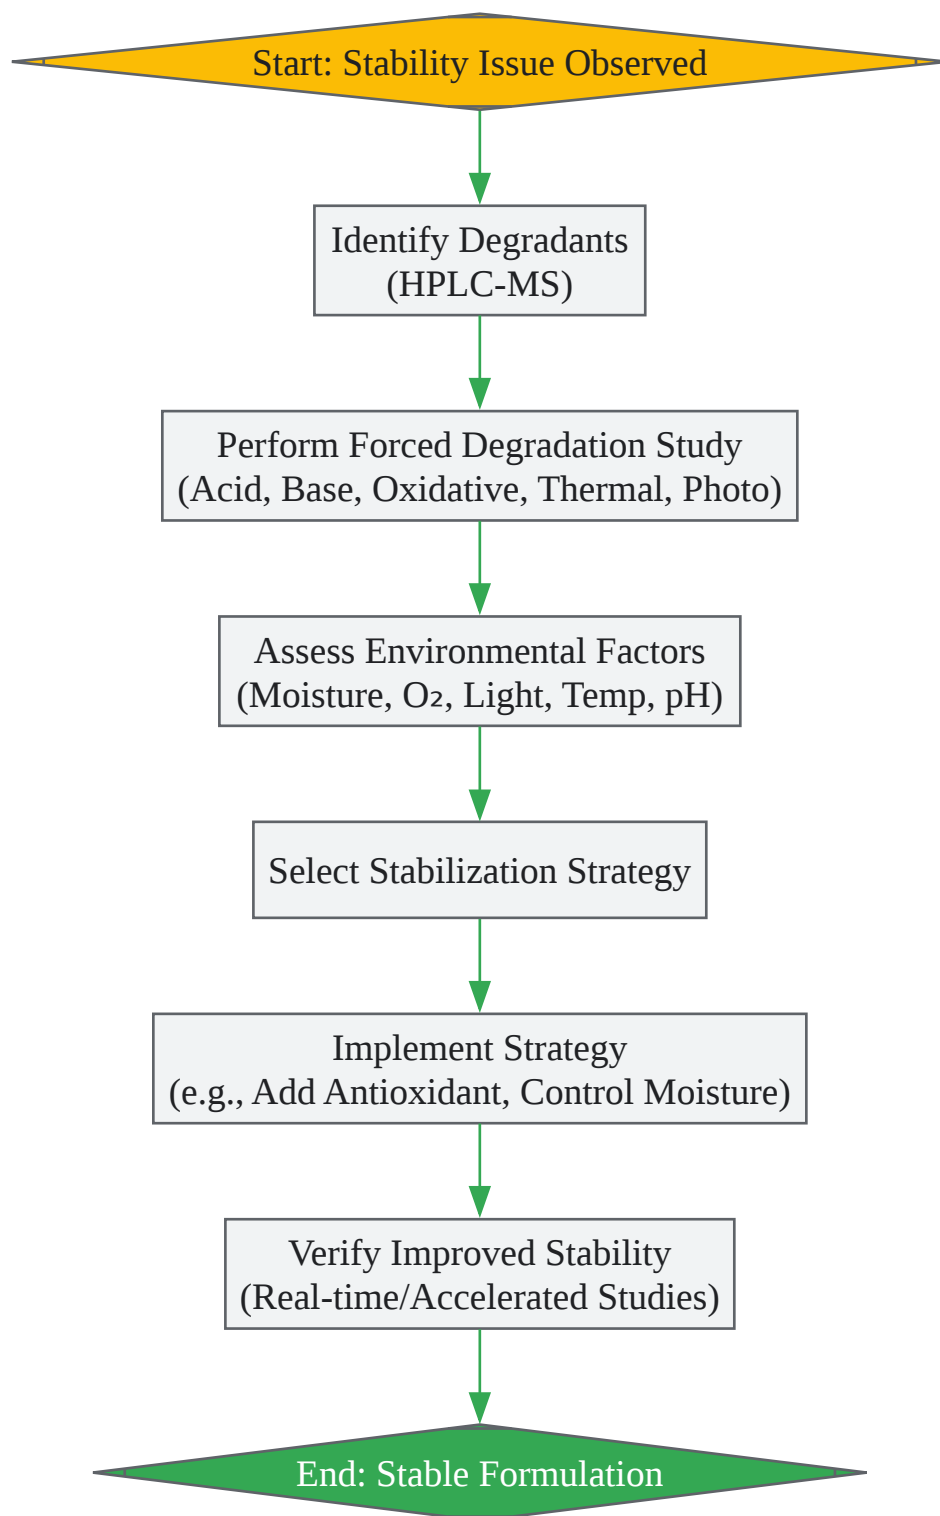 Start: Stability Issue Observed
Identify Degradants
(HPLC-MS)
Perform Forced Degradation Study
(Acid, Base, Oxidative, Thermal, Photo)
Assess Environmental Factors
(Moisture, O₂, Light, Temp, pH)
Select Stabilization Strategy
Implement Strategy
(e.g., Add Antioxidant, Control Moisture)
Verify Improved Stability
(Real-time/Accelerated Studies)
End: Stable Formulation